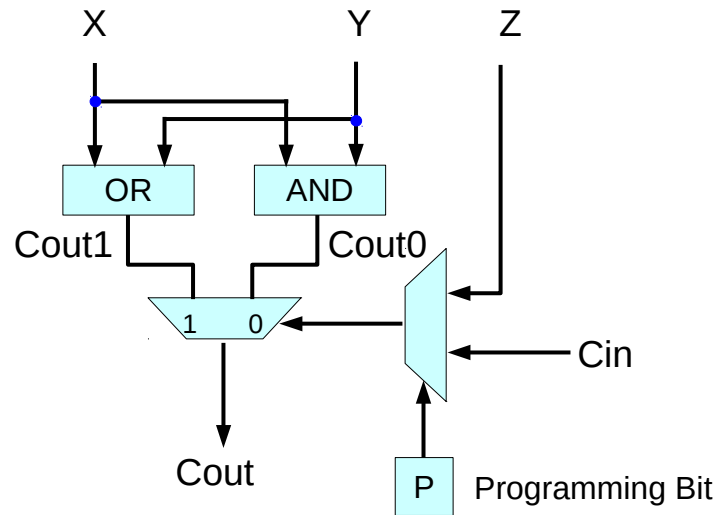 X Y Z
OR AND
Cout1 Cout0
1 0
Cin
Cout
P Programming Bit